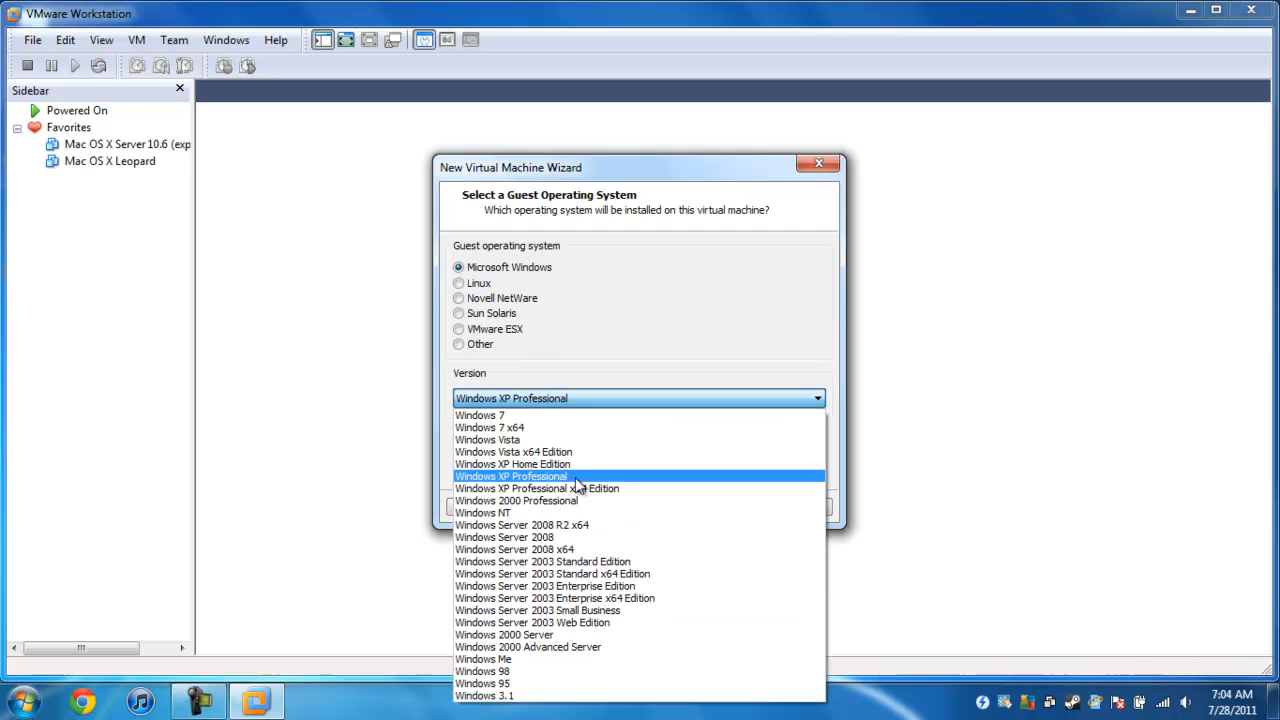 VMware Workstation
File Edit View VM Team Windows Help
Sidebar
Powered On
Favorites
Mac OS X Server 10.6 (exp
Mac OS X Leopard
New Virtual Machine Wizard
Select a Guest Operating System
Which operating system will be installed on this virtual machine?
Guest operating system
Microsoft Windows
Linux
Novell NetWare
Sun Solaris
VMware ESX
Other
Version
Windows XP Professional
Windows 7
Windows 7 x64
Windows Vista
Windows Vista x64 Edition
Windows XP Home Edition
Windows XP Professional
Windows XP Professional Edition
Windows 2000 Professional
Windows NT
Windows Server 2008 R2 x64
Windows Server 2008
Windows Server 2008 x64
Windows Server 2003 Standard Edition
Windows Server 2003 Standard x64 Edition
Windows Server 2003 Enterprise Edition
Windows Server 2003 Enterprise x64 Edition
Windows Server 2003 Small Business
Windows Server 2003 Web Edition
Windows 2000 Server
Windows 2000 Advanced Server
Windows Me
Windows 98
Windows 95
Windows 3.1
7:04 AM
7/28/2011